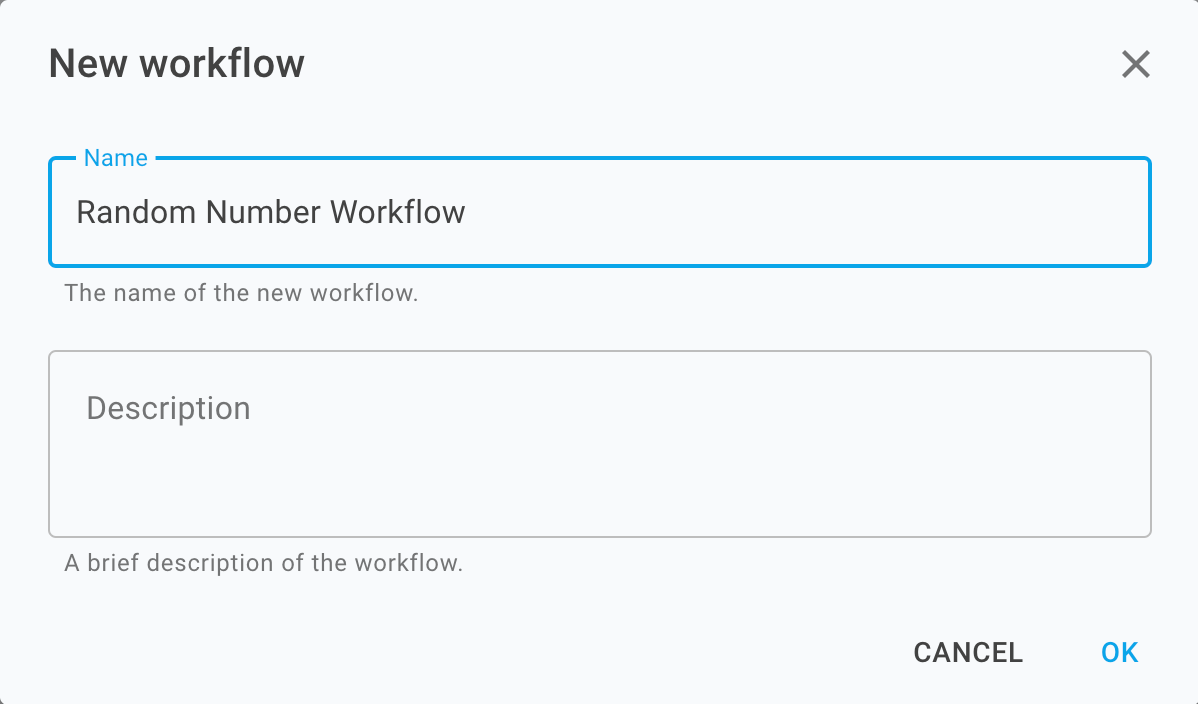 New workflow
Name
Random Number Workflow
The name of the new workflow.
Description
A brief description of the workflow.
CANCEL OK